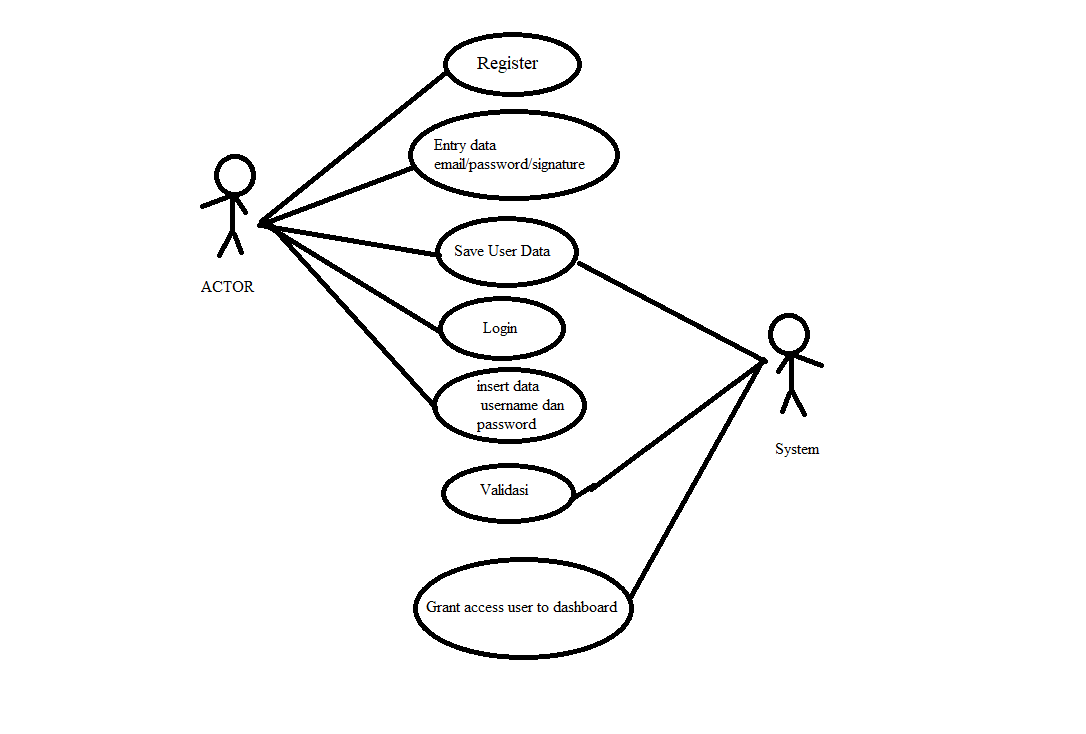 Register
Entry data
email/password/signature
Save User Data
ACTOR
Login
insert data
username dan
password
System
Validasi
Grant access user to dashboard